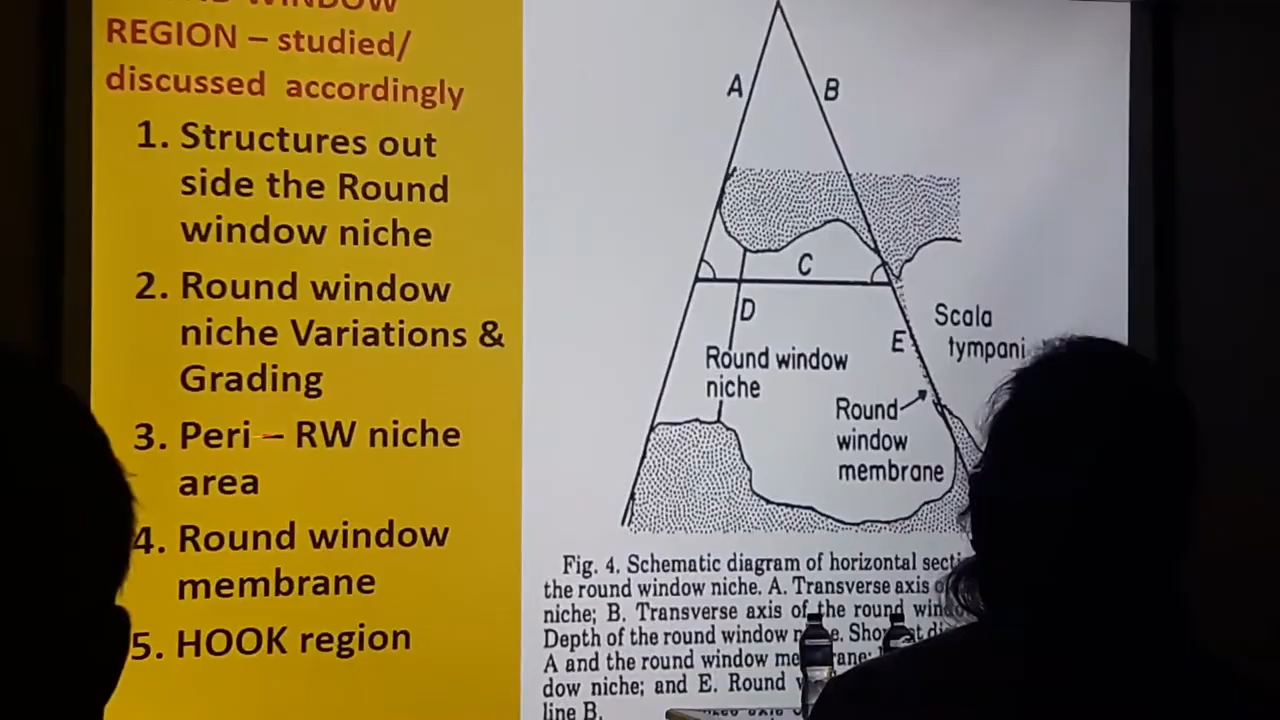 WINDOW
REGION – studied/
discussed accordingly
1. Structures out
side the Round
window niche
2. Round window
niche Variations &
Grading
3. Peri – RW niche
area
4. Round window
membrane
5. HOOK region
A
B
C
D
E
Scala
tympani
Round window
niche
Round
window
membrane
Fig. 4. Schematic diagram of horizontal
the round window niche. A. Transverse axis
niche; B. Transverse axis of the round
Depth of the round window
A and the round window
dow niche; and E. Round
line B.